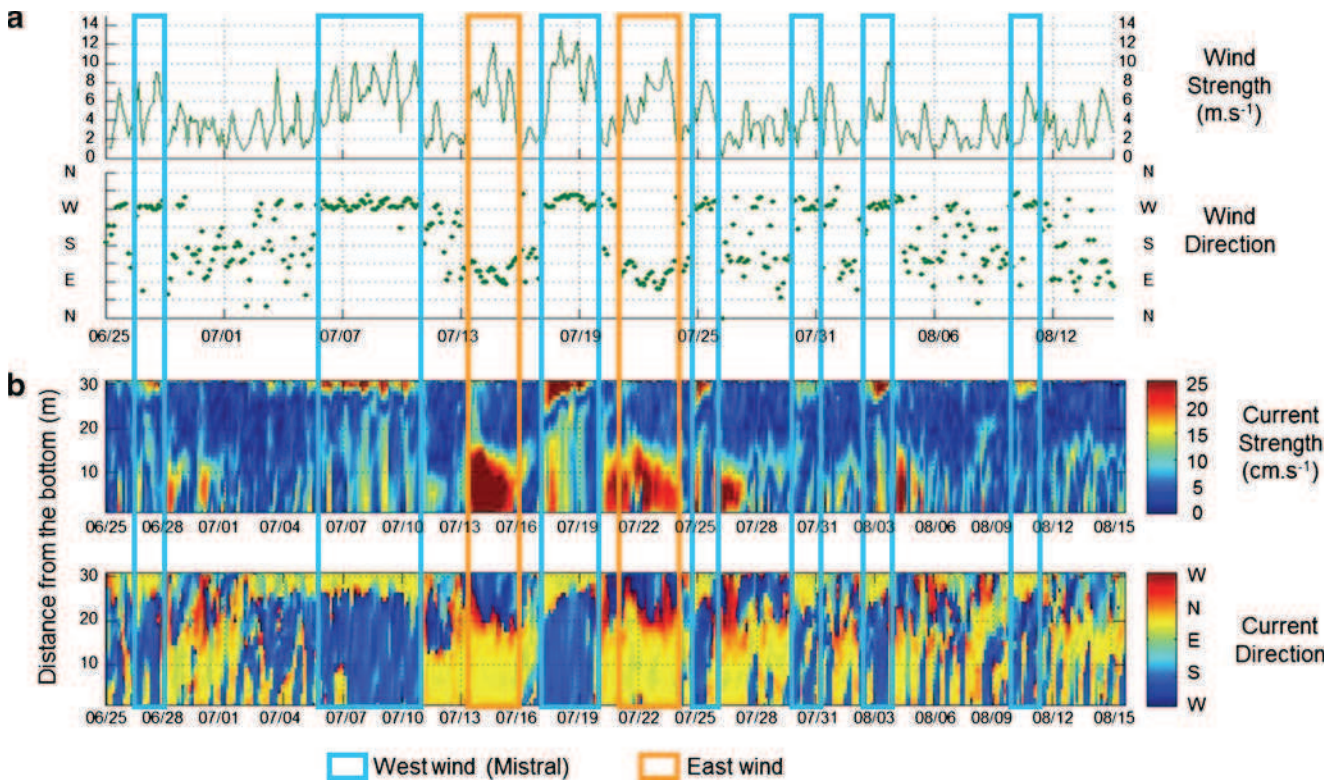 a
14
12
10
8
6
4
2
0
14
12
10
8
6
4
2
0
Wind
Strength
(m.s-1)
N
W
S
E
N
N
W
S
E
N
Wind
Direction
06/25 07/01 07/07 07/13 07/19 07/25 07/31 08/06 08/12
b
Distance from the bottom (m)
30
20
10
25
20
15
10
5
0
Current
Strength
(cm.s-1)
06/25 06/28 07/01 07/04 07/07 07/10 07/13 07/16 07/19 07/22 07/25 07/28 07/31 08/03 08/06 08/09 08/12 08/15
30
20
10
W
N
E
S
W
Current
Direction
06/25 06/28 07/01 07/04 07/07 07/10 07/13 07/16 07/19 07/22 07/25 07/28 07/31 08/03 08/06 08/09 08/12 08/15
West wind (Mistral) East wind